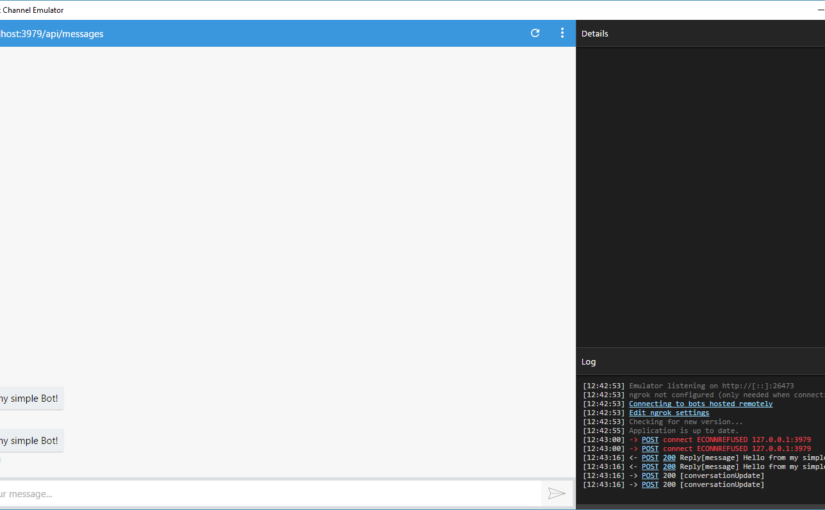 Channel Emulator
host:3979/api/messages
Details
my simple Bot!
my simple Bot!
ur message...
Log
[12:42:53] Emulator listening on http://[::]:26473
[12:42:53] ngrok not configured (only needed when connecti
[12:42:53] Connecting to bots hosted remotely
[12:42:53] Edit ngrok settings
[12:42:53] Checking for new version...
[12:42:55] Application is up to date.
[12:43:00] -> POST connect ECONNREFUSED 127.0.0.1:3979
[12:43:00] -> POST connect ECONNREFUSED 127.0.0.1:3979
[12:43:16] <- POST 200 Reply[message] Hello from my simple
[12:43:16] <- POST 200 Reply[message] Hello from my simple
[12:43:16] -> POST 200 [conversationUpdate]
[12:43:16] -> POST 200 [conversationUpdate]